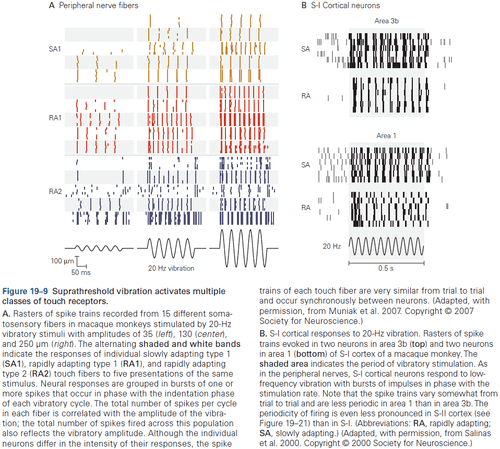 A Peripheral nerve fibers
SA1
RA1
RA2
100 μm
50 ms
20 Hz vibration
B S-I Cortical neurons
Area 3b
SA
RA
Area 1
SA
RA
20 Hz
0.5 s
Figure 19–9 Suprathreshold vibration activates multiple
classes of touch receptors.
A. Rasters of spike trains recorded from 15 different soma-
tosensory fibers in macaque monkeys stimulated by 20-Hz
vibratory stimuli with amplitudes of 35 (left), 130 (center),
and 250 μm (right). The alternating shaded and white bands
indicate the responses of individual slowly adapting type 1
(SA1), rapidly adapting type 1 (RA1), and rapidly adapting
type 2 (RA2) touch fibers to five presentations of the same
stimulus. Neural responses are grouped in bursts of one or
more spikes that occur in phase with the indentation phase
of each vibratory cycle. The total number of spikes per cycle
in each fiber is correlated with the amplitude of the vibra-
tion; the total number of spikes fired across this population
also reflects the vibratory amplitude. Although the individual
neurons differ in the intensity of their responses, the spike
trains of each touch fiber are very similar from trial to trial
and occur synchronously between neurons. (Adapted, with
permission, from Muniak et al. 2007. Copyright © 2007
Society for Neuroscience.)
B. S-I cortical responses to 20-Hz vibration. Rasters of spike
trains evoked in two neurons in area 3b (top) and two neurons
in area 1 (bottom) of S-I cortex of a macaque monkey. The
shaded area indicates the period of vibratory stimulation. As
in the peripheral nerves, S-I cortical neurons respond to low-
frequency vibration with bursts of impulses in phase with the
stimulation rate. Note that the spike trains vary somewhat from
trial to trial and are less periodic in area 1 than in area 3b. The
periodicity of firing is even less pronounced in S-II cortex (see
Figure 19–21) than in S-I. (Abbreviations: RA, rapidly adapting;
SA, slowly adapting.) (Adapted, with permission, from Salinas
et al. 2000. Copyright © 2000 Society of Neuroscience.)